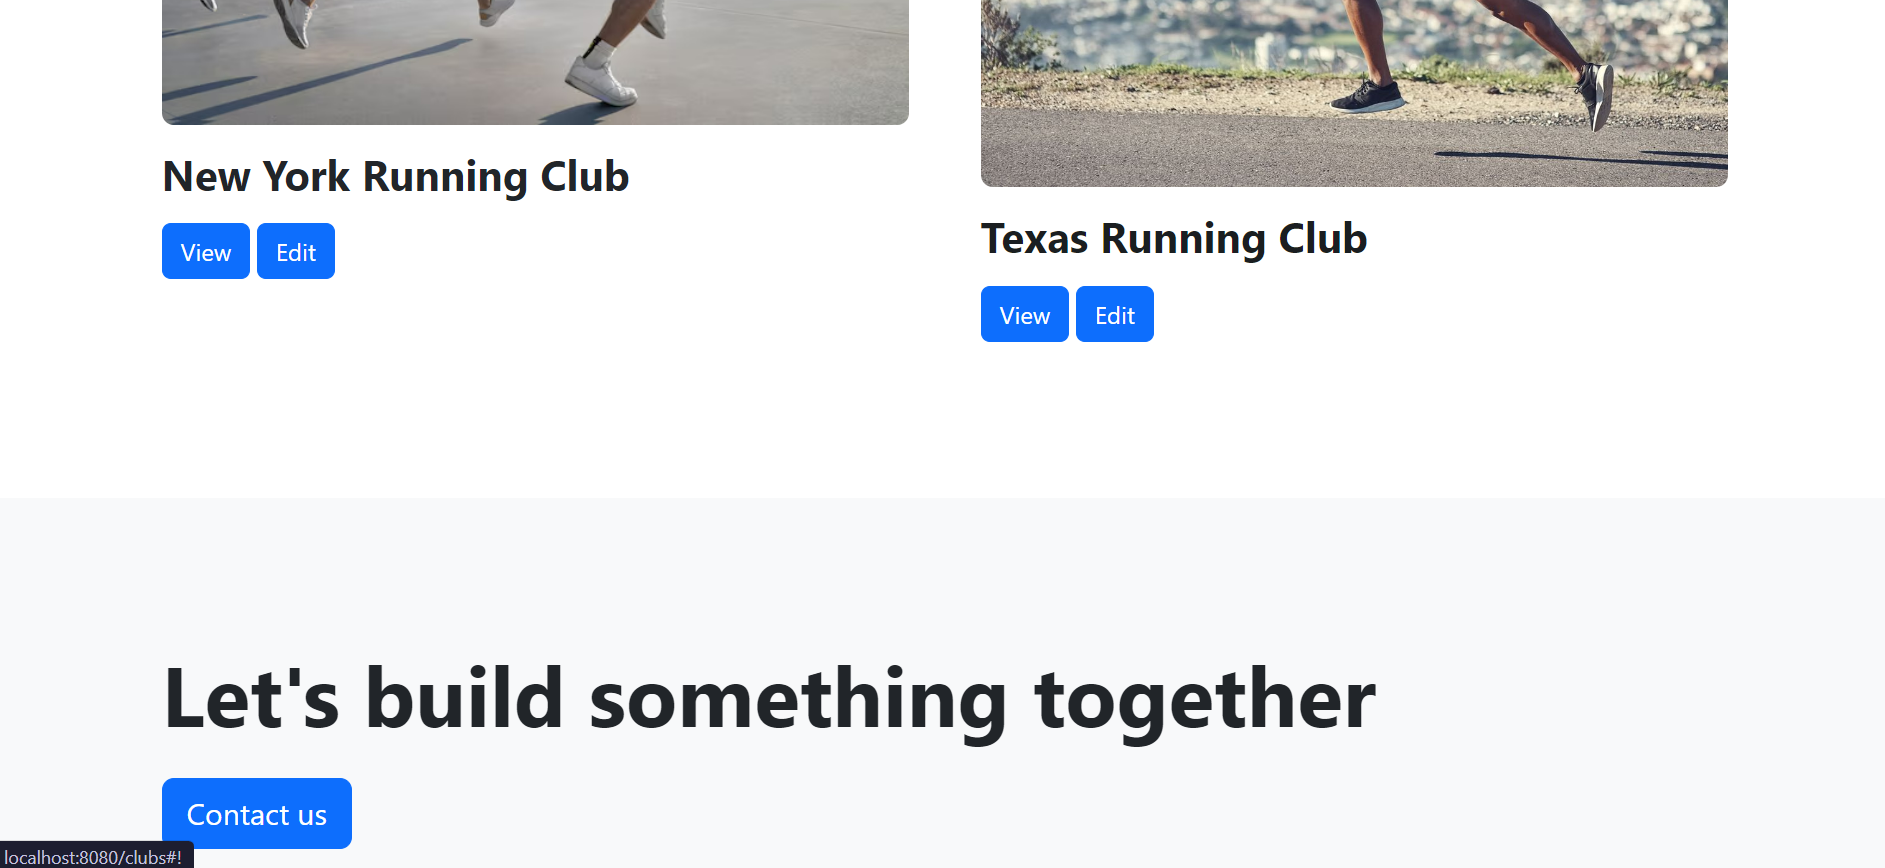 New York Running Club
View Edit
Texas Running Club
View Edit
Let's build something together
Contact us
localhost:8080/clubs#!